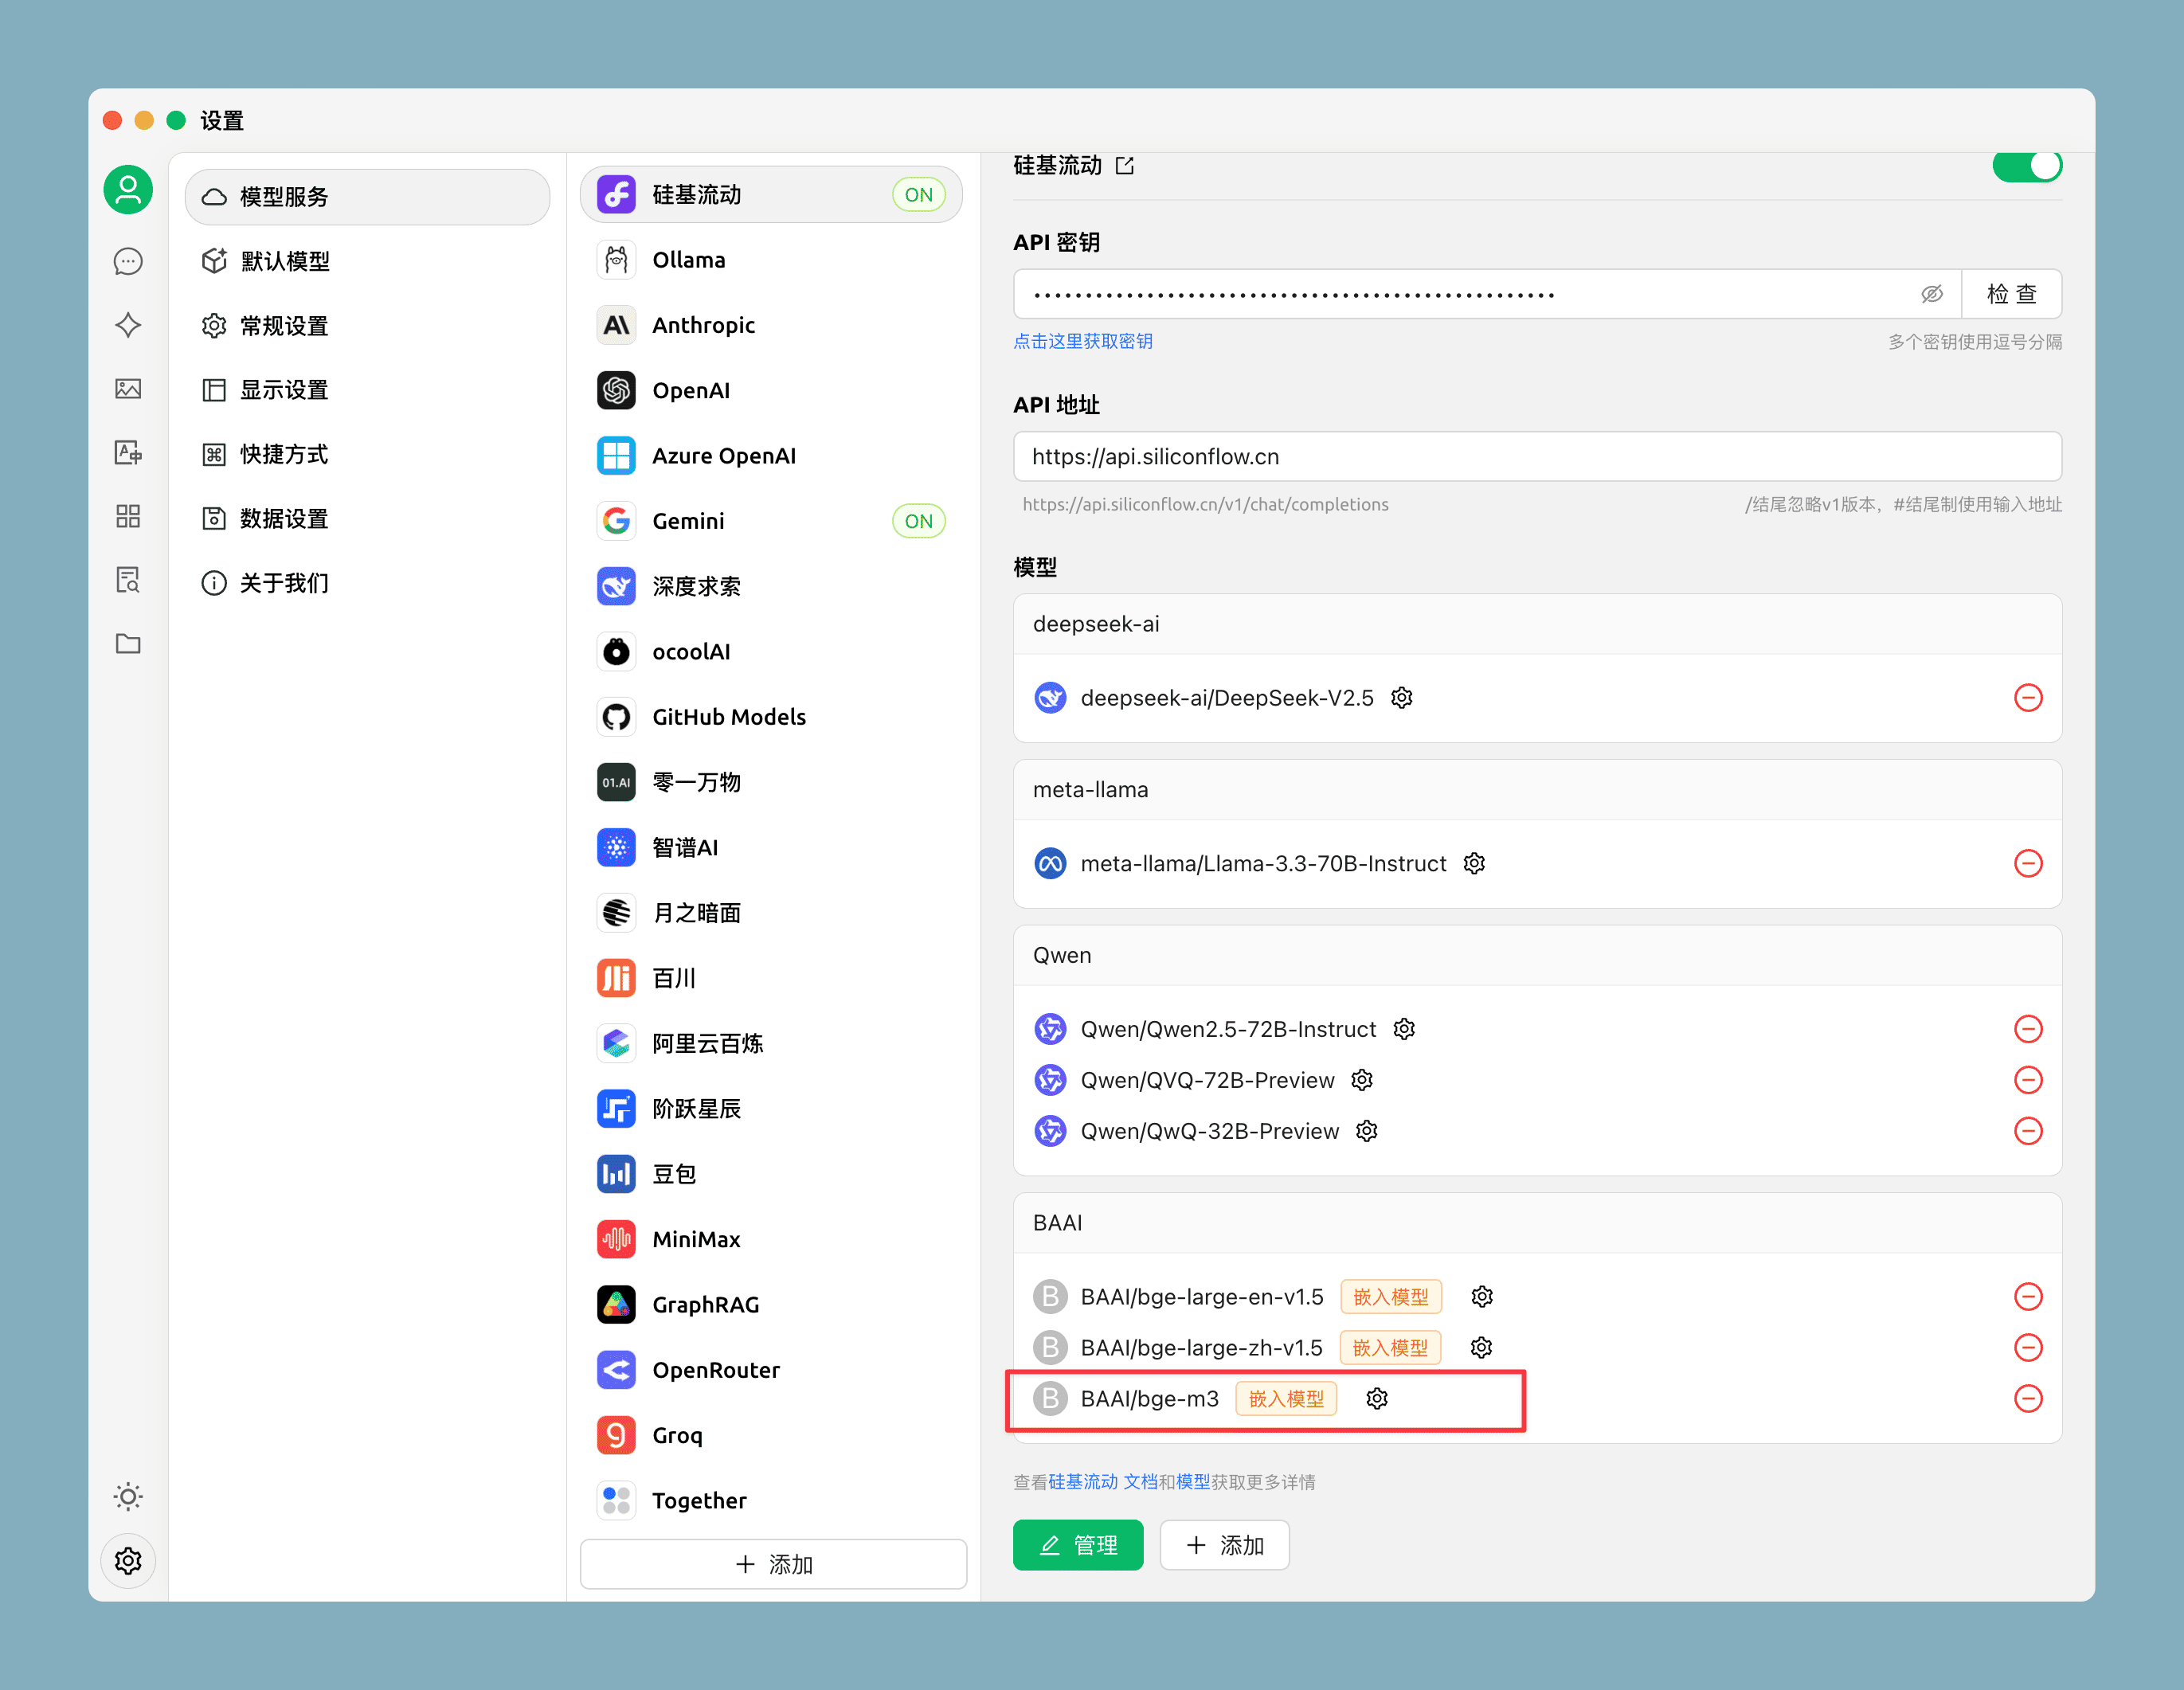 设置
模型服务
默认模型
常规设置
显示设置
快捷方式
数据设置
关于我们
硅基流动 ON
Ollama
Anthropic
OpenAI
Azure OpenAI
Gemini ON
深度求索
ocoolAI
GitHub Models
01.AI 零一万物
智谱AI
月之暗面
百川
阿里云百炼
阶跃星辰
豆包
MiniMax
GraphRAG
OpenRouter
Groq
Together
添加
硅基流动
API 密钥
检 查
点击这里获取密钥 多个密钥使用逗号分隔
API 地址
https://api.siliconflow.cn
https://api.siliconflow.cn/v1/chat/completions /结尾忽略v1版本，#结尾制使用输入地址
模型
deepseek-ai
deepseek-ai/DeepSeek-V2.5
meta-llama
meta-llama/Llama-3.3-70B-Instruct
Qwen
Qwen/Qwen2.5-72B-Instruct
Qwen/QVQ-72B-Preview
Qwen/QwQ-32B-Preview
BAAI
B BAAI/bge-large-en-v1.5 嵌入模型
B BAAI/bge-large-zh-v1.5 嵌入模型
B BAAI/bge-m3 嵌入模型
查看硅基流动 文档和模型获取更多详情
管理 添加